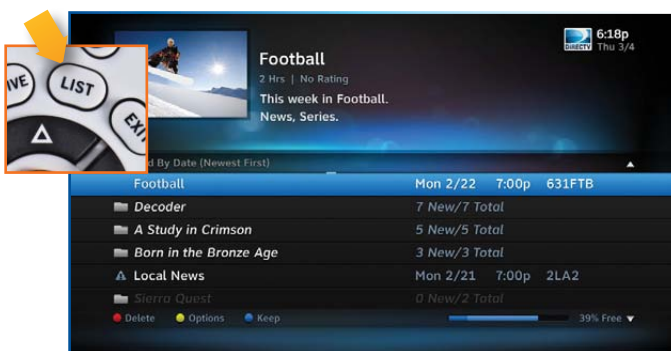 6:18p
DIRECTV Thu 3/4
Football
2 Hrs | No Rating
This week in Football.
News, Series.
LIST
EXI
d By Date (Newest First)
Football Mon 2/22 7:00p 631FTB
Decoder 7 New/7 Total
A Study in Crimson 5 New/5 Total
Born in the Bronze Age 3 New/3 Total
Local News Mon 2/21 7:00p 2LA2
Sierra Quest 0 New/2 Total
Delete Options Keep 39% Free